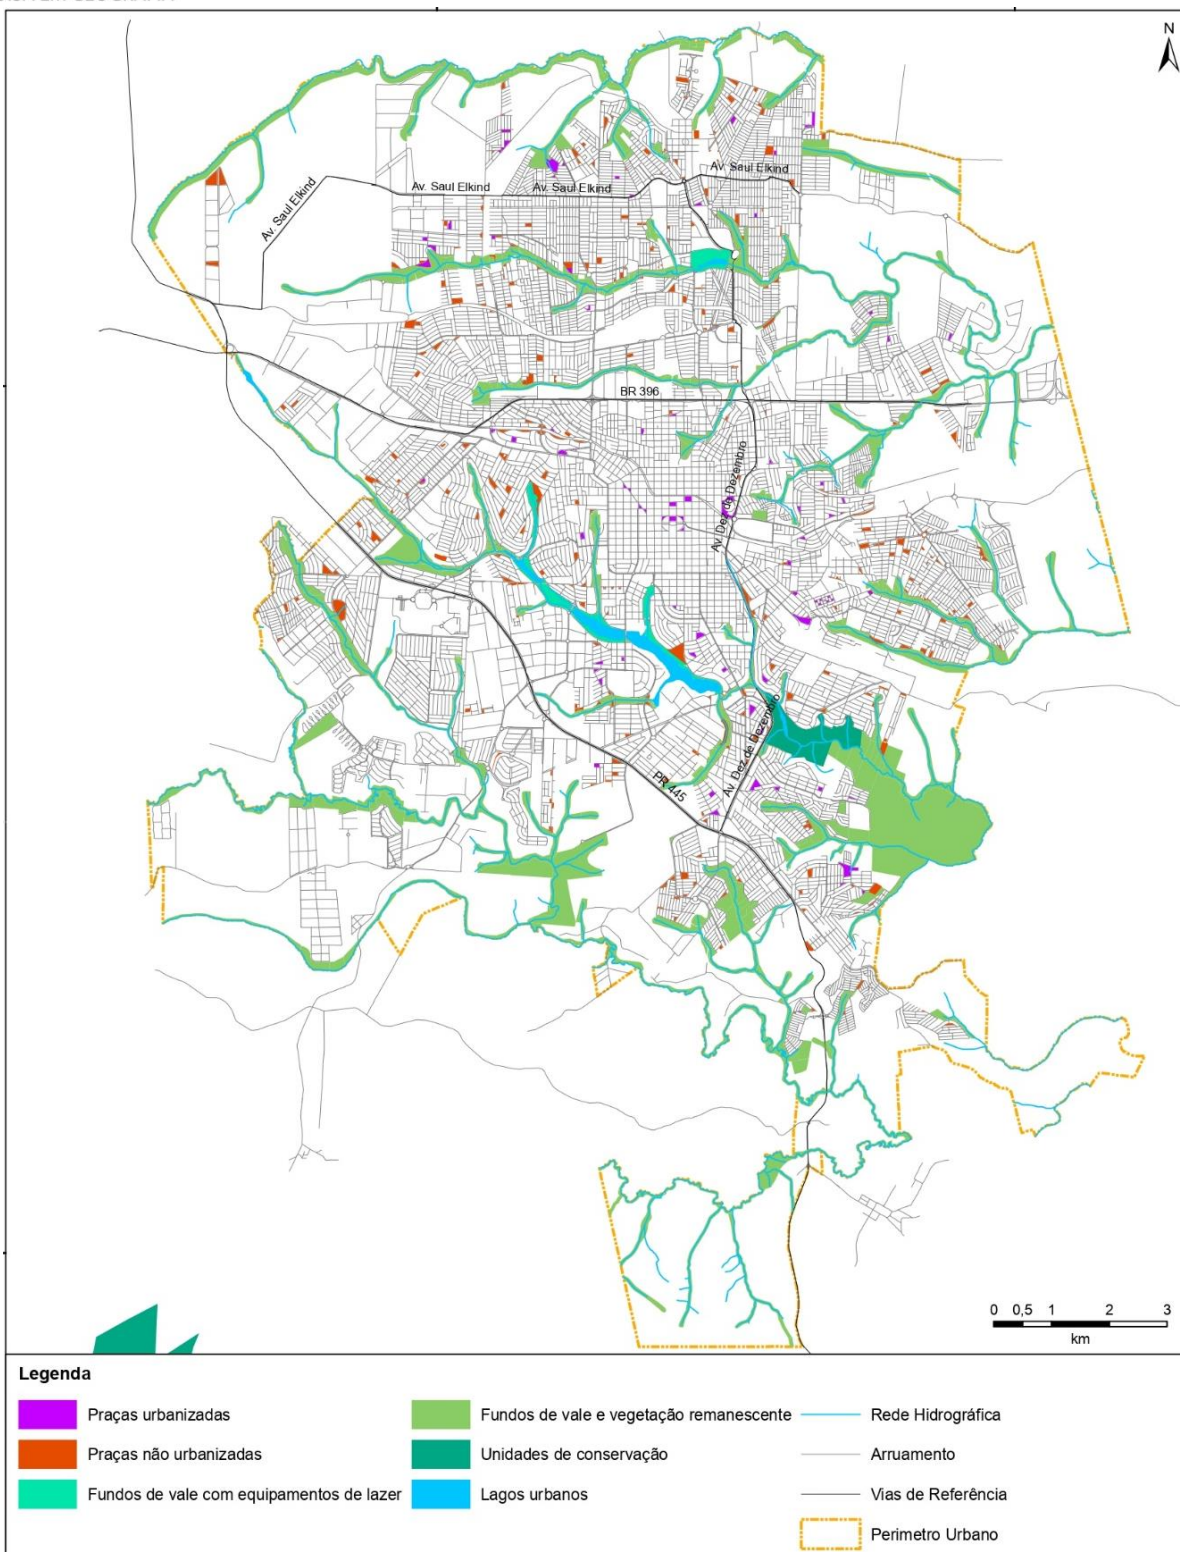 N
Av. Saul Elkind
Av. Saul Elkind
Av. Saul Elkind
Av. Saul Elkind
BR 396
Av. Dez de Dezembro
Av. Dez de Dezembro
PR 445
0 0,5 1 2 3
km
Legenda
Praças urbanizadas
Praças não urbanizadas
Fundos de vale com equipamentos de lazer
Fundos de vale e vegetação remanescente
Unidades de conservação
Lagos urbanos
Rede Hidrográfica
Arruamento
Vias de Referência
Perimetro Urbano